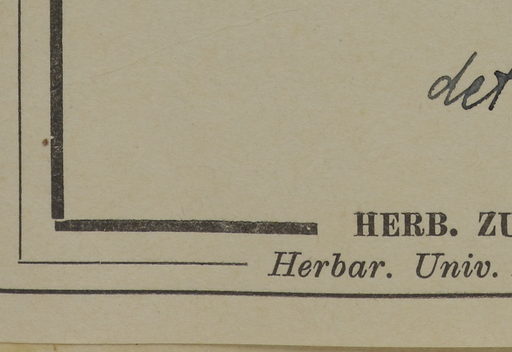 det
HERB. ZU
Herbar. Univ.